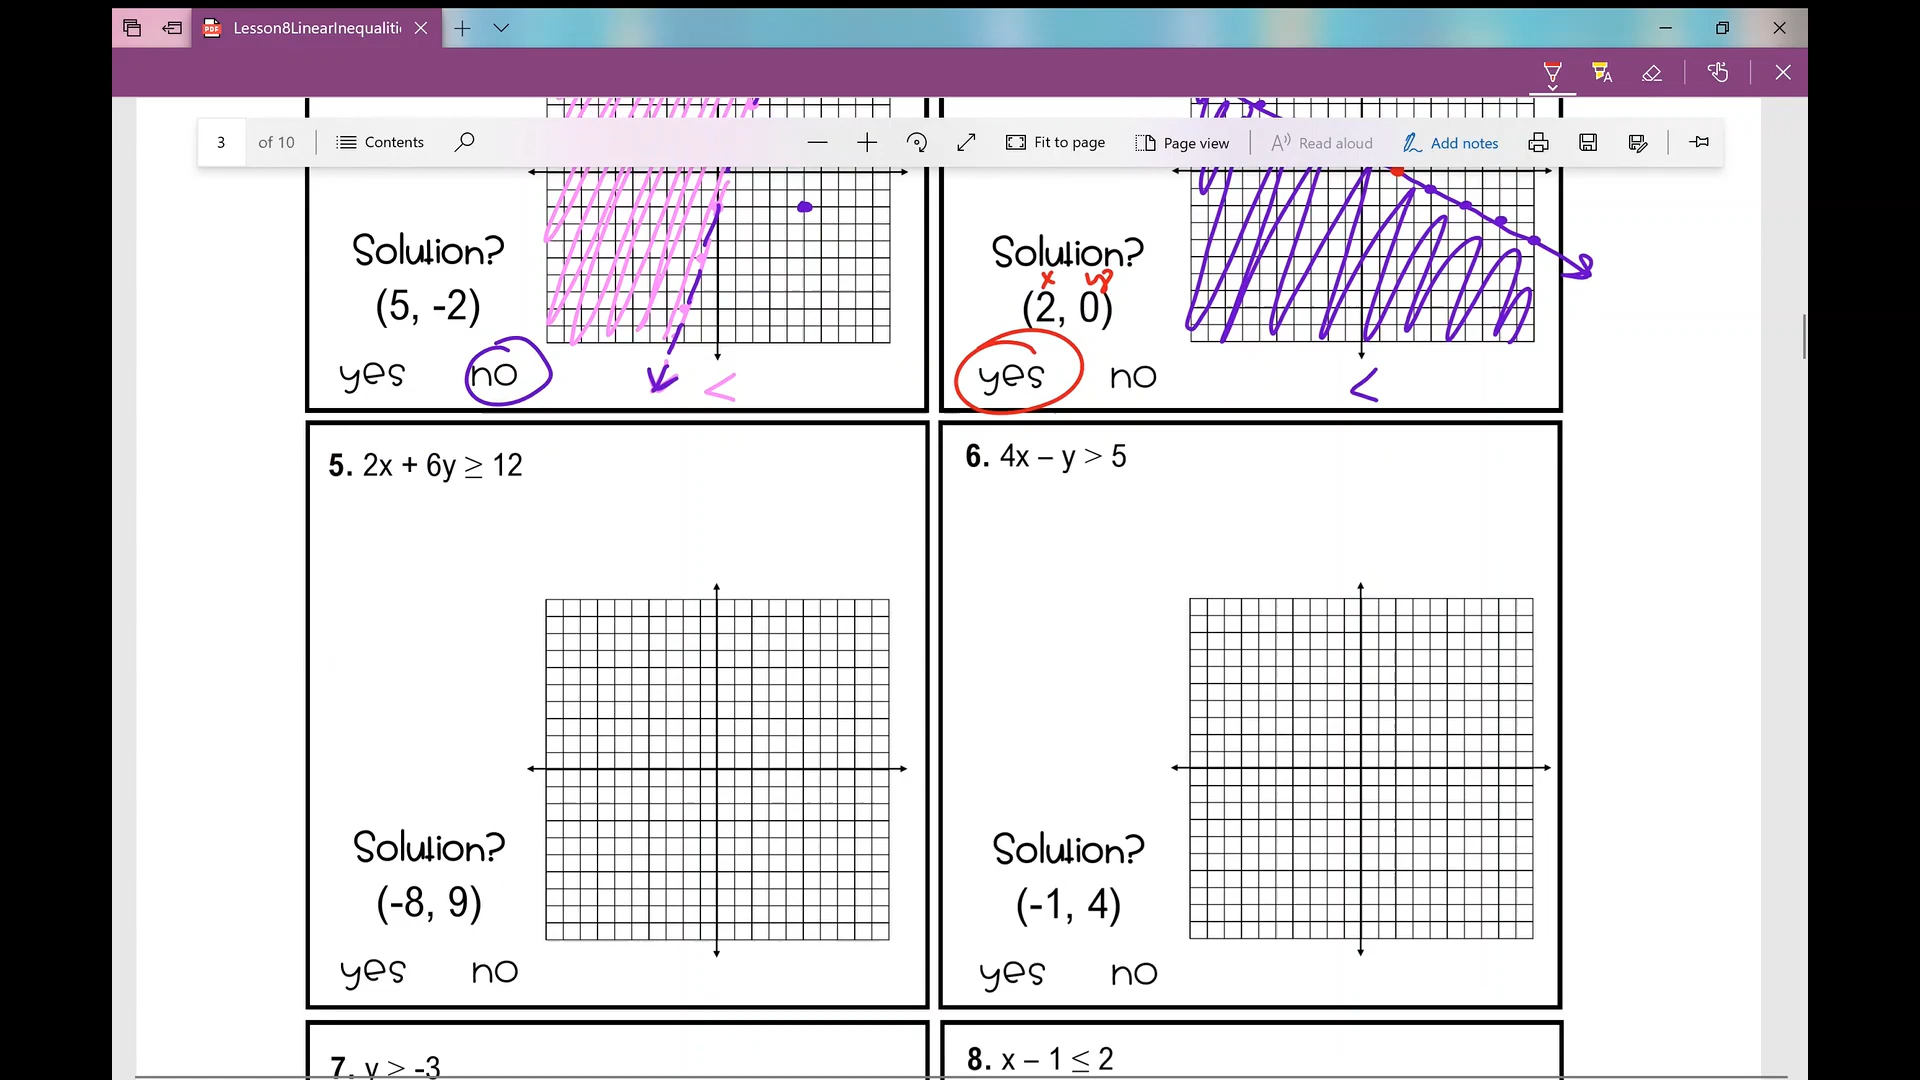 Lesson8LinearInequaliti
3 of 10 Contents Fit to page Page view Read aloud Add notes
Solution?
(5, -2)
yes no
<
Solution?
x y
(2, 0)
yes no
<
5. 2x + 6y ≥ 12
Solution?
(-8, 9)
yes no
6. 4x – y > 5
Solution?
(-1, 4)
yes no
7. y > -3
8. x – 1 ≤ 2